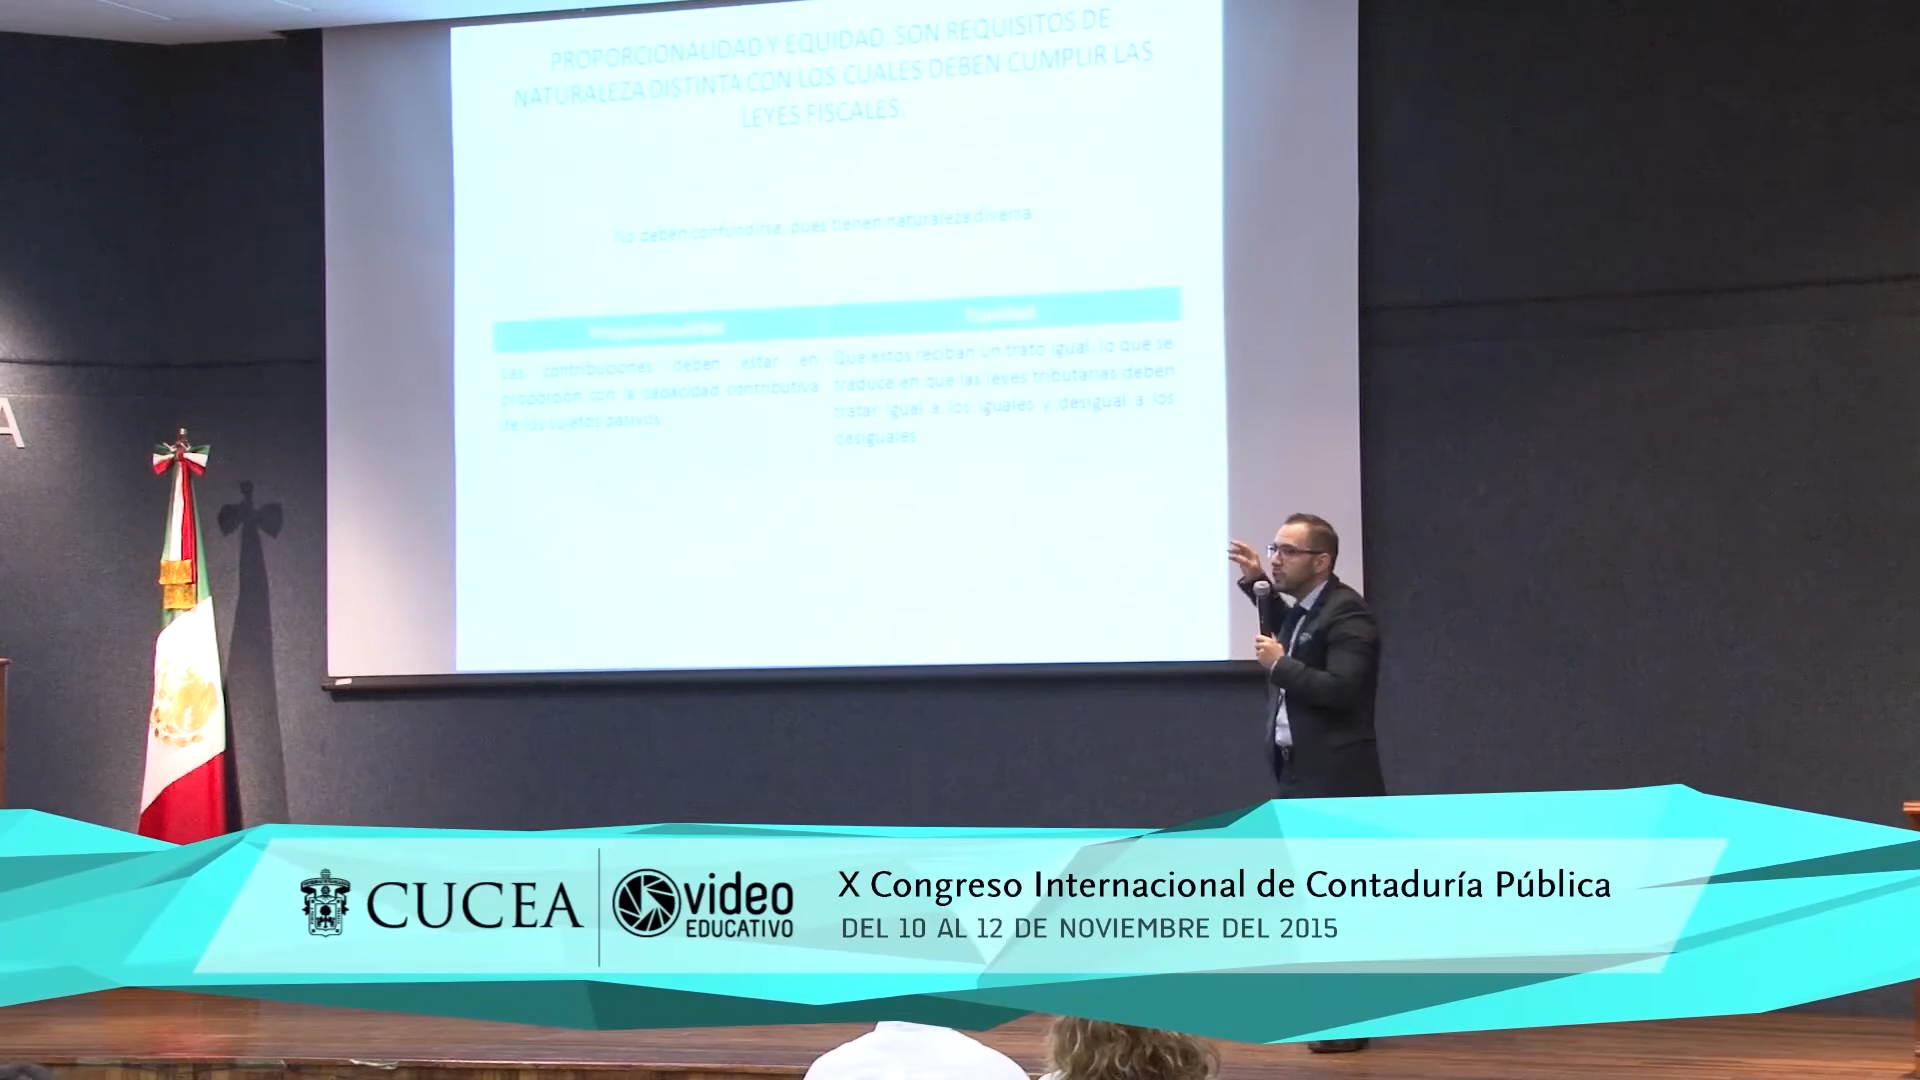 PROPORCIONALIDAD Y EQUIDAD. SON REQUISITOS DE
NATURALEZA DISTINTA CON LOS CUALES DEBEN CUMPLIR LAS
LEYES FISCALES.
No deben confundirse, pues tienen naturaleza diversa.
Proporcionalidad
Equidad
Las contribuciones deben estar en
proporción con la capacidad contributiva
de los sujetos pasivos.
Que estos reciban un trato igual, lo que se
traduce en que las leyes tributarias deben
tratar igual a los iguales y desigual a los
desiguales
A
CUCEA
video
EDUCATIVO
X Congreso Internacional de Contaduría Pública
DEL 10 AL 12 DE NOVIEMBRE DEL 2015